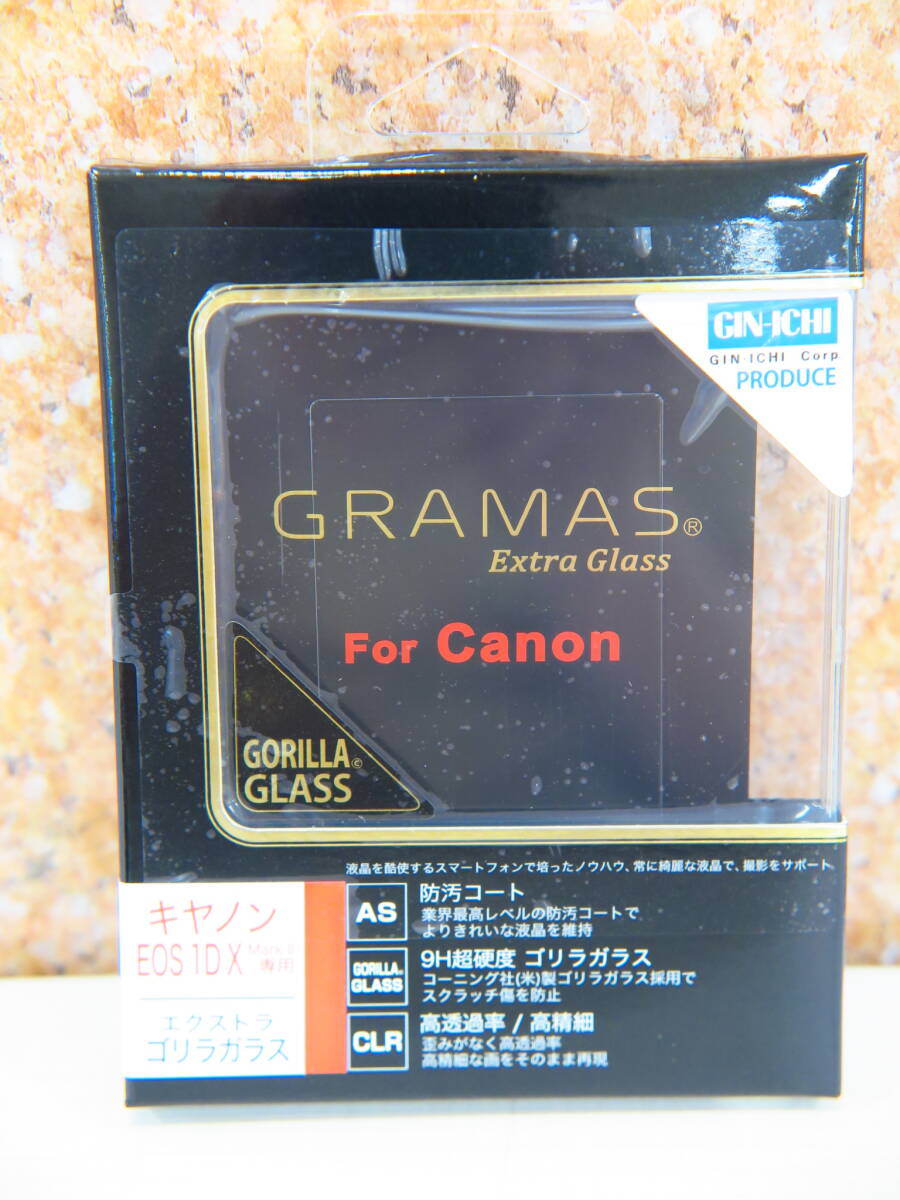 GIN-ICHI
GIN-ICHI Corp.
PRODUCE
GRAMAS®
Extra Glass
For Canon
GORILLA©
GLASS
液晶を酷使するスマートフォンで培ったノウハウ、常に綺麗な液晶で、撮影をサポート
キヤノン
EOS 1D X Mark II 専用
エクストラ
ゴリラガラス
AS
防汚コート
業界最高レベルの防汚コートで
よりきれいな液晶を維持
GORILLA®
GLASS
9H超硬度 ゴリラガラス
コーニング社(米)製ゴリラガラス採用で
スクラッチ傷を防止
CLR
高透過率 / 高精細
歪みがなく高透過率
高精細な画をそのまま再現